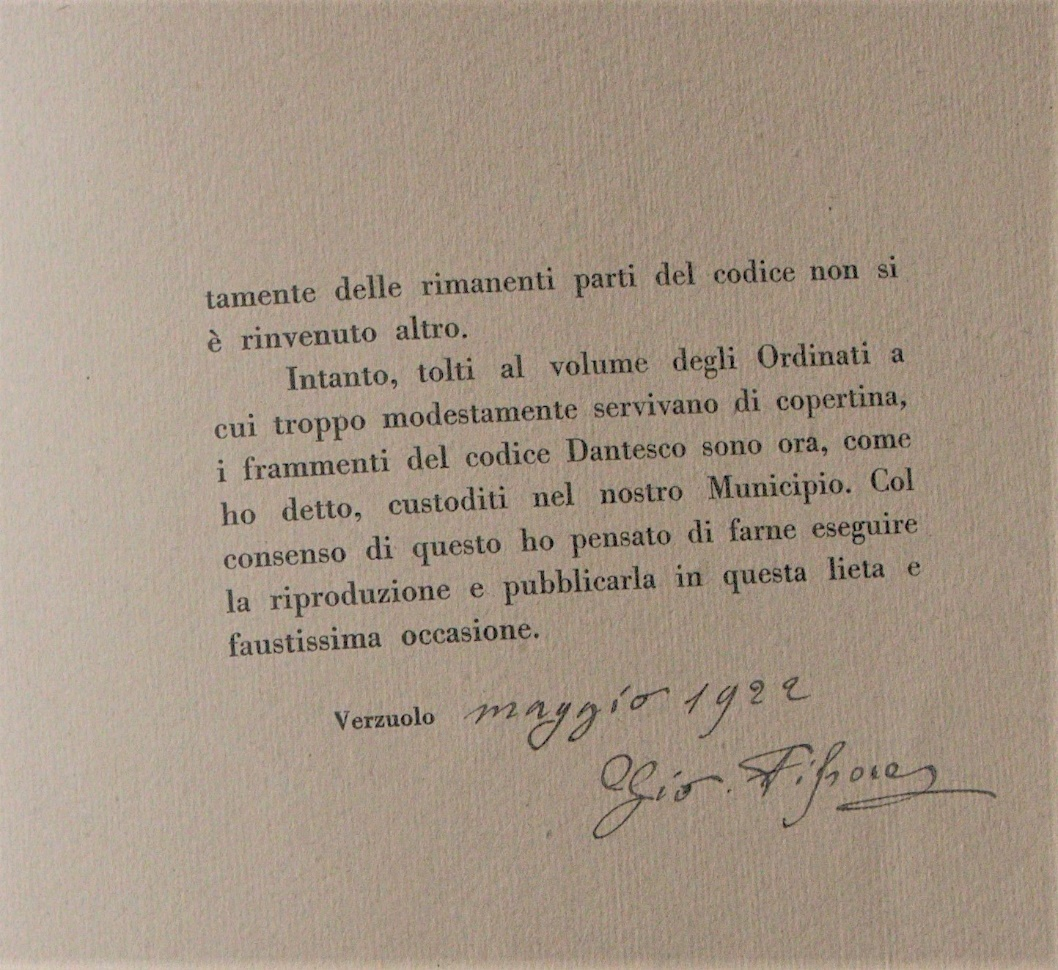 tamente delle rimanenti parti del codice non si
è rinvenuto altro.
Intanto, tolti al volume degli Ordinati a
cui troppo modestamente servivano di copertina,
i frammenti del codice Dantesco sono ora, come
ho detto, custoditi nel nostro Municipio. Col
consenso di questo ho pensato di farne eseguire
la riproduzione e pubblicarla in questa lieta e
faustissima occasione.
Verzuolo maggio 1922
Gio. Fissore